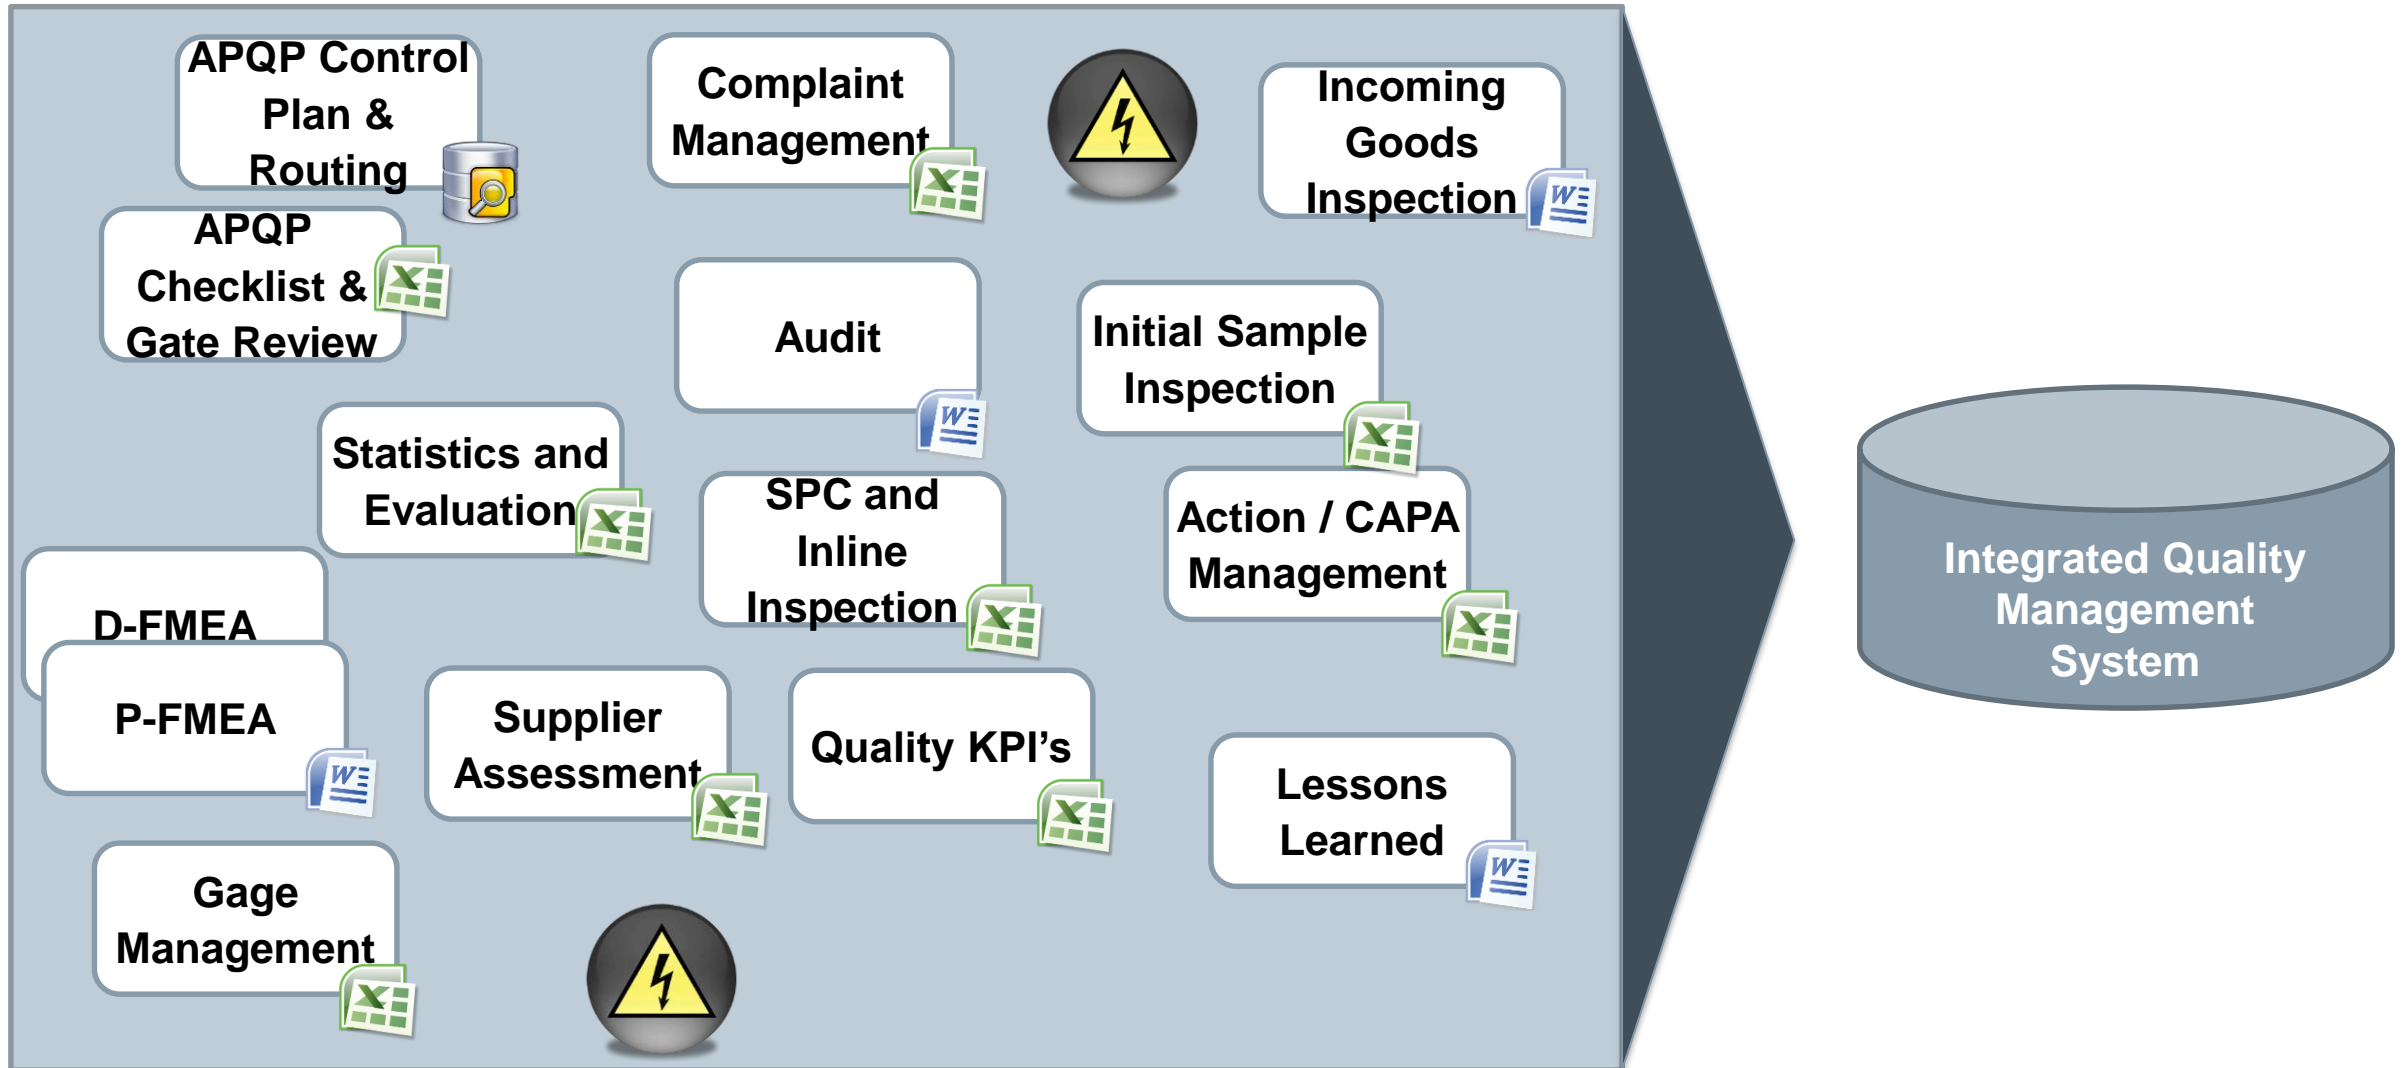 APQP Control
Plan &
Routing
Complaint
Management
Incoming
Goods
Inspection
APQP
Checklist &
Gate Review
Audit
Initial Sample
Inspection
Statistics and
Evaluation
SPC and
Inline
Inspection
Action / CAPA
Management
D-FMEA
P-FMEA
Supplier
Assessment
Quality KPI’s
Lessons
Learned
Gage
Management
Integrated Quality
Management
System